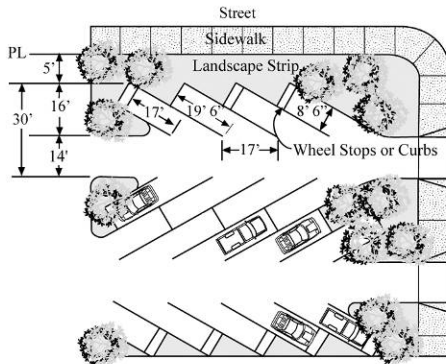 Street
Sidewalk
PL
Landscape Strip
5'
16'
17'
19' 6"
8' 6"
30'
14'
17'
Wheel Stops or Curbs